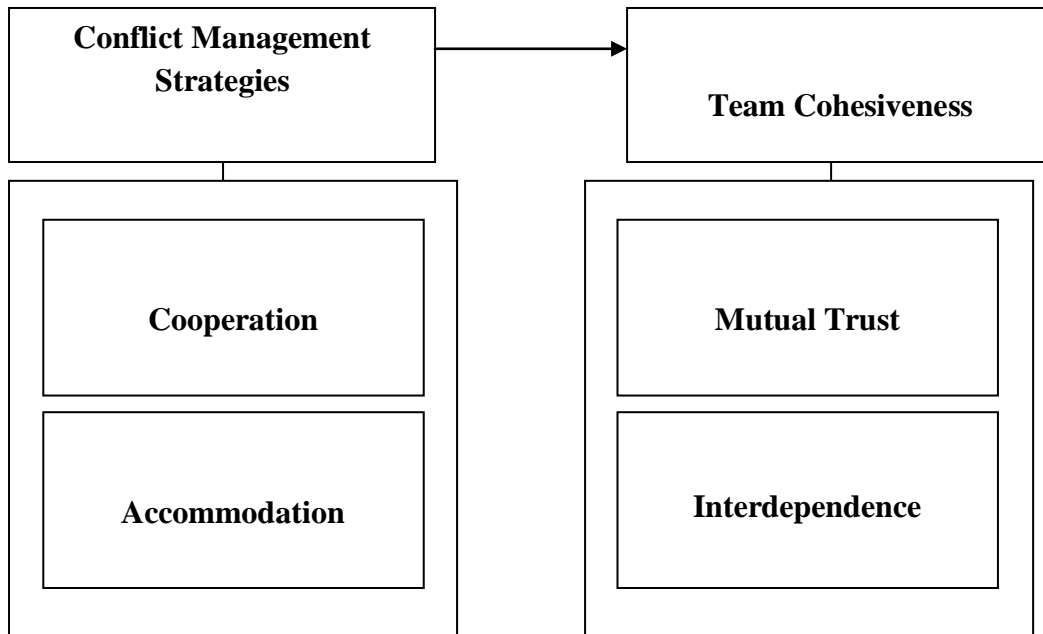 Conflict Management
Strategies
Team Cohesiveness
Cooperation
Mutual Trust
Accommodation
Interdependence